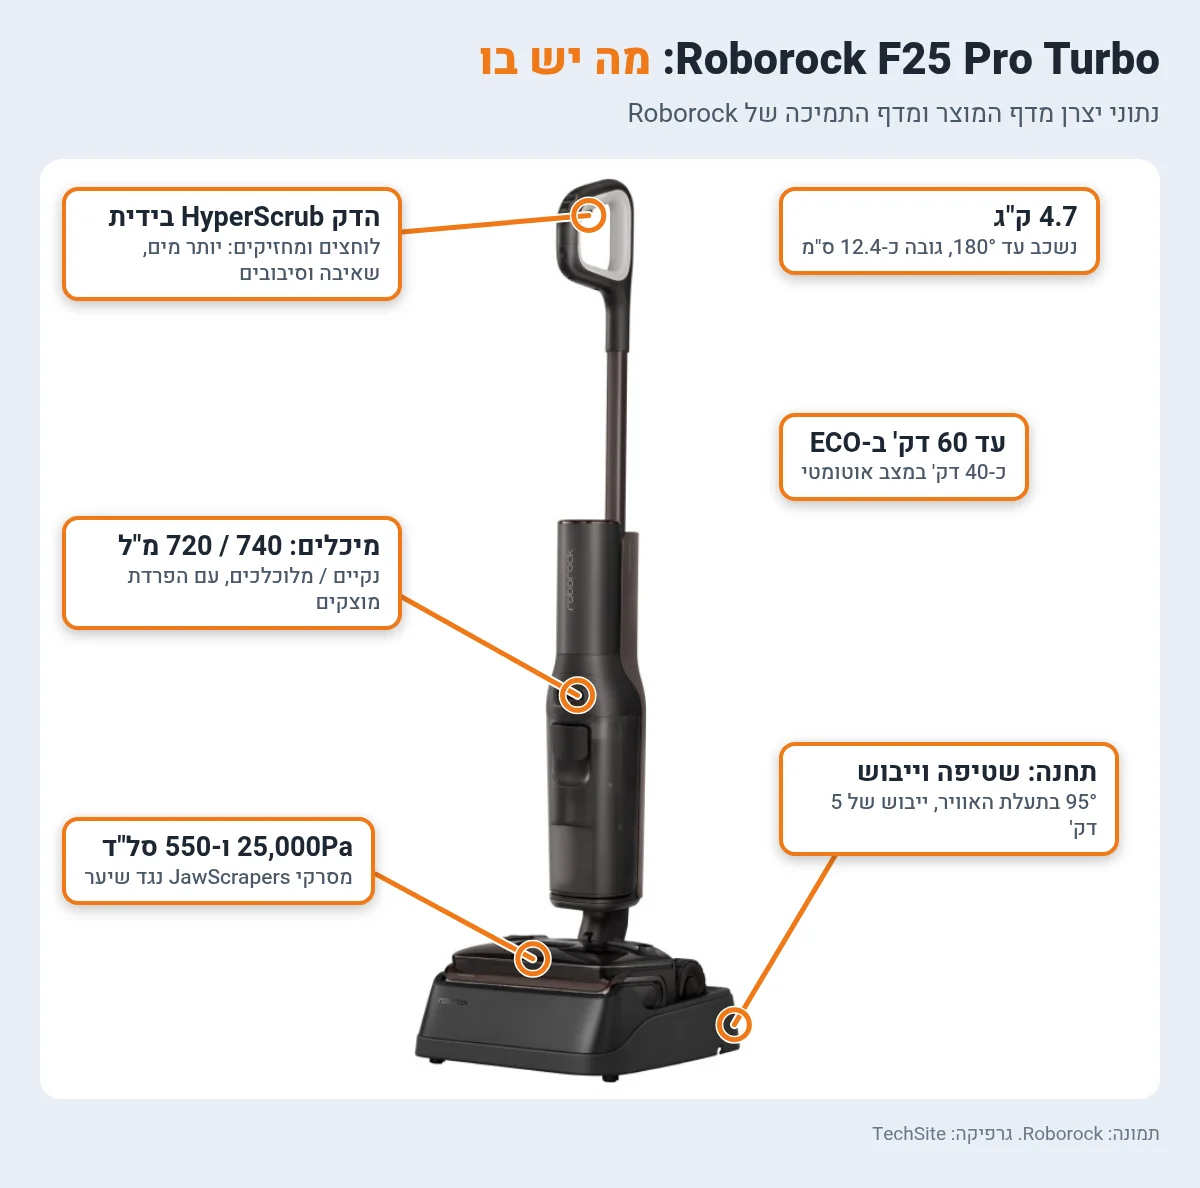 Roborock F25 Pro Turbo: מה יש בו
נתוני יצרן מדף המוצר ומדף התמיכה של Roborock
4.7 ק"ג
נשכב עד 180°, גובה כ-12.4 ס"מ
הדק HyperScrub בידית
לוחצים ומחזיקים: יותר מים,
שאיבה וסיבובים
עד 60 דק' ב-ECO
כ-40 דק' במצב אוטומטי
מיכלים: 740 / 720 מ"ל
נקיים / מלוכלכים, עם הפרדת
מוצקים
roborock
תחנה: שטיפה וייבוש
95° בתעלת האוויר, ייבוש של 5
דק'
25,000Pa ו-550 סל"ד
מסרקי JawScrapers נגד שיער
roborock
תמונה: Roborock. גרפיקה: TechSite